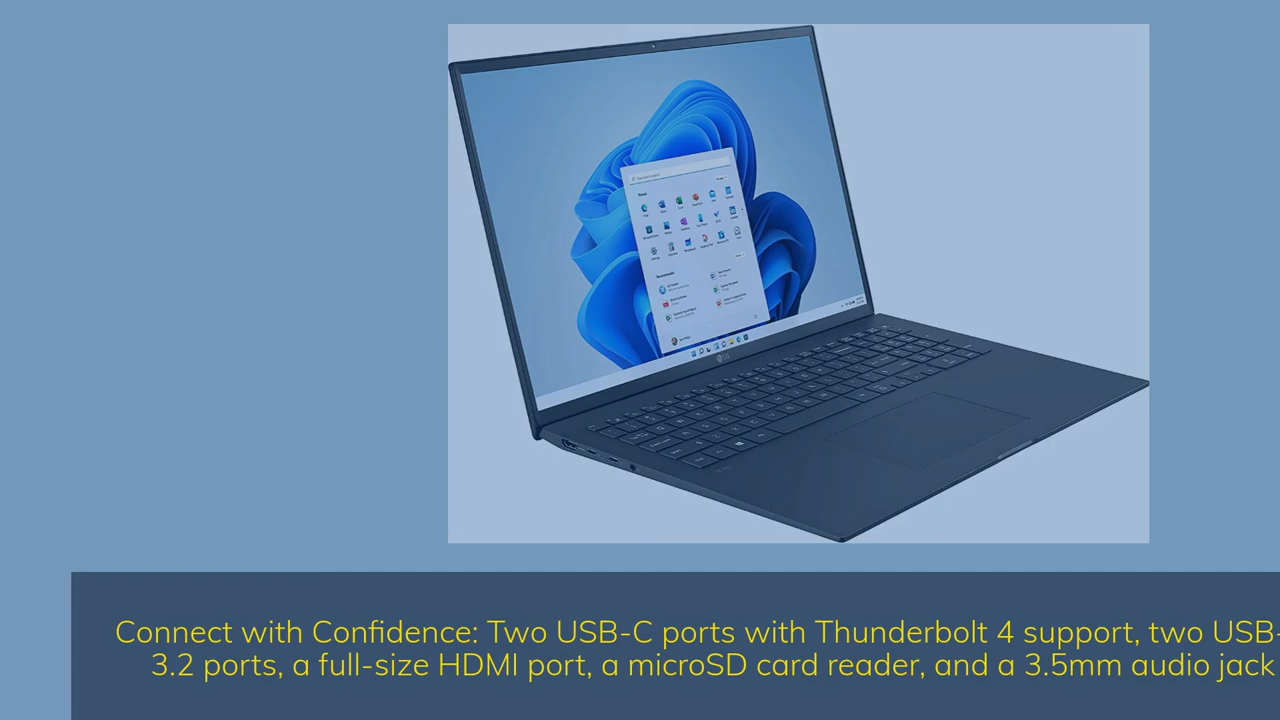 LG
Connect with Confidence: Two USB-C ports with Thunderbolt 4 support, two USB-
3.2 ports, a full-size HDMI port, a microSD card reader, and a 3.5mm audio jack